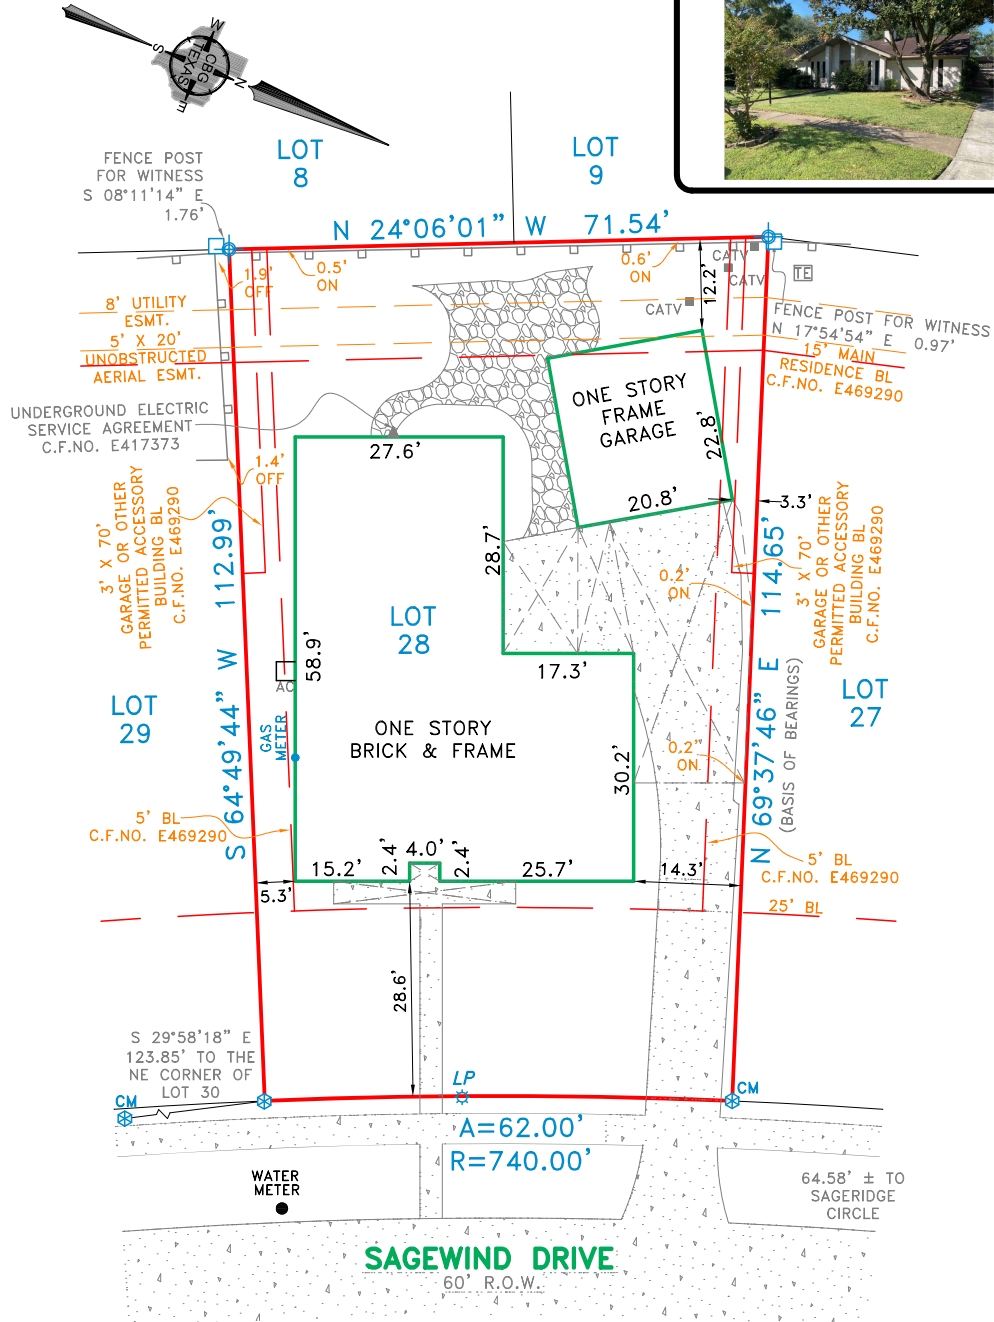 W
S
CBG
TEXAS
N
E
LOT
8
LOT
9
FENCE POST
FOR WITNESS
S 08°11'14" E
1.76'
N 24°06'01" W 71.54'
1.9'
OFF
0.5'
ON
0.6'
ON
12.2'
CATV
CATV
CATV
TE
8' UTILITY
ESMT.
5' X 20'
UNOBSTRUCTED
AERIAL ESMT.
FENCE POST FOR WITNESS
N 17°54'54" E 0.97'
15' MAIN
RESIDENCE BL
C.F.NO. E469290
UNDERGROUND ELECTRIC
SERVICE AGREEMENT
C.F.NO. E417373
ONE STORY
FRAME
GARAGE
22.8'
20.8'
27.6'
1.4'
OFF
3.3'
3' X 70'
GARAGE OR OTHER
PERMITTED ACCESSORY
BUILDING BL
C.F.NO. E469290
S 64°49'44" W 112.99'
28.7'
0.2'
ON
N 69°37'46" E 114.65'
(BASIS OF BEARINGS)
3' X 70'
GARAGE OR OTHER
PERMITTED ACCESSORY
BUILDING BL
C.F.NO. E469290
LOT
28
58.9'
17.3'
AC
LOT
29
LOT
27
GAS
METER
ONE STORY
BRICK & FRAME
30.2'
0.2"
ON
5' BL
C.F.NO. E469290
15.2'
2.4'
4.0'
2.4'
25.7'
14.3'
5.3'
5' BL
C.F.NO. E469290
25' BL
28.6'
S 29°58'18" E
123.85' TO THE
NE CORNER OF
LOT 30
CM
LP
CM
A=62.00'
R=740.00'
WATER
METER
64.58' ± TO
SAGERIDGE
CIRCLE
SAGEWIND DRIVE
60' R.O.W.